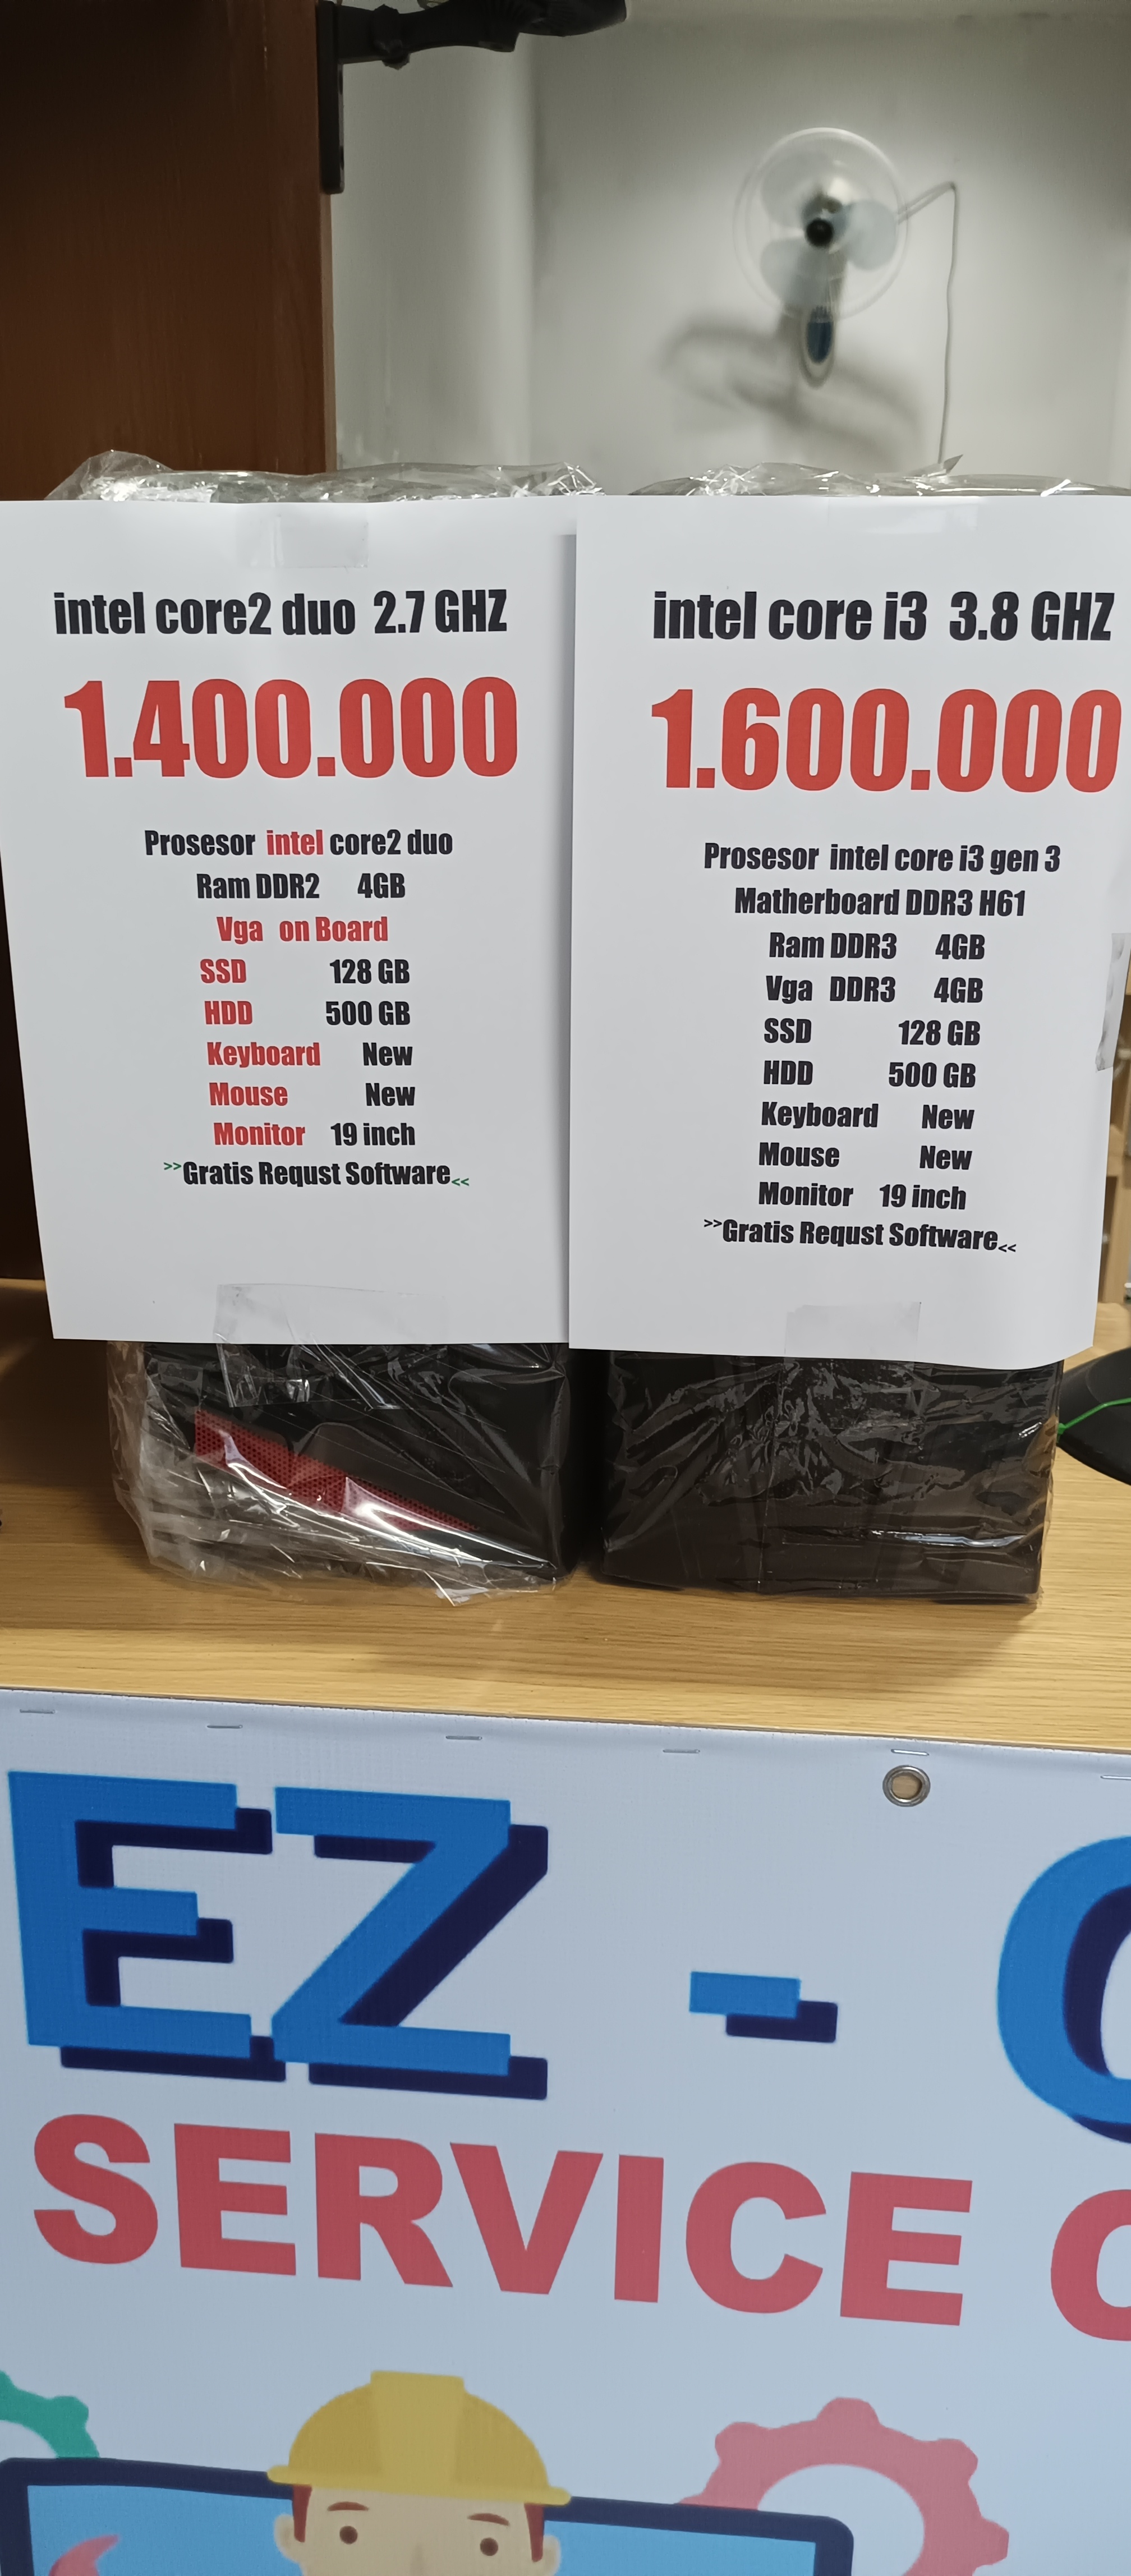 intel core2 duo 2.7 GHZ
1.400.000
Prosesor intel core2 duo
Ram DDR2 4GB
Vga on Board
SSD 128 GB
HDD 500 GB
Keyboard New
Mouse New
Monitor 19 inch
>>Gratis Requst Software<<
intel core i3 3.8 GHZ
1.600.000
Prosesor intel core i3 gen 3
Matherboard DDR3 H61
Ram DDR3 4GB
Vga DDR3 4GB
SSD 128 GB
HDD 500 GB
Keyboard New
Mouse New
Monitor 19 inch
>>Gratis Requst Software<<
EZ -
SERVICE